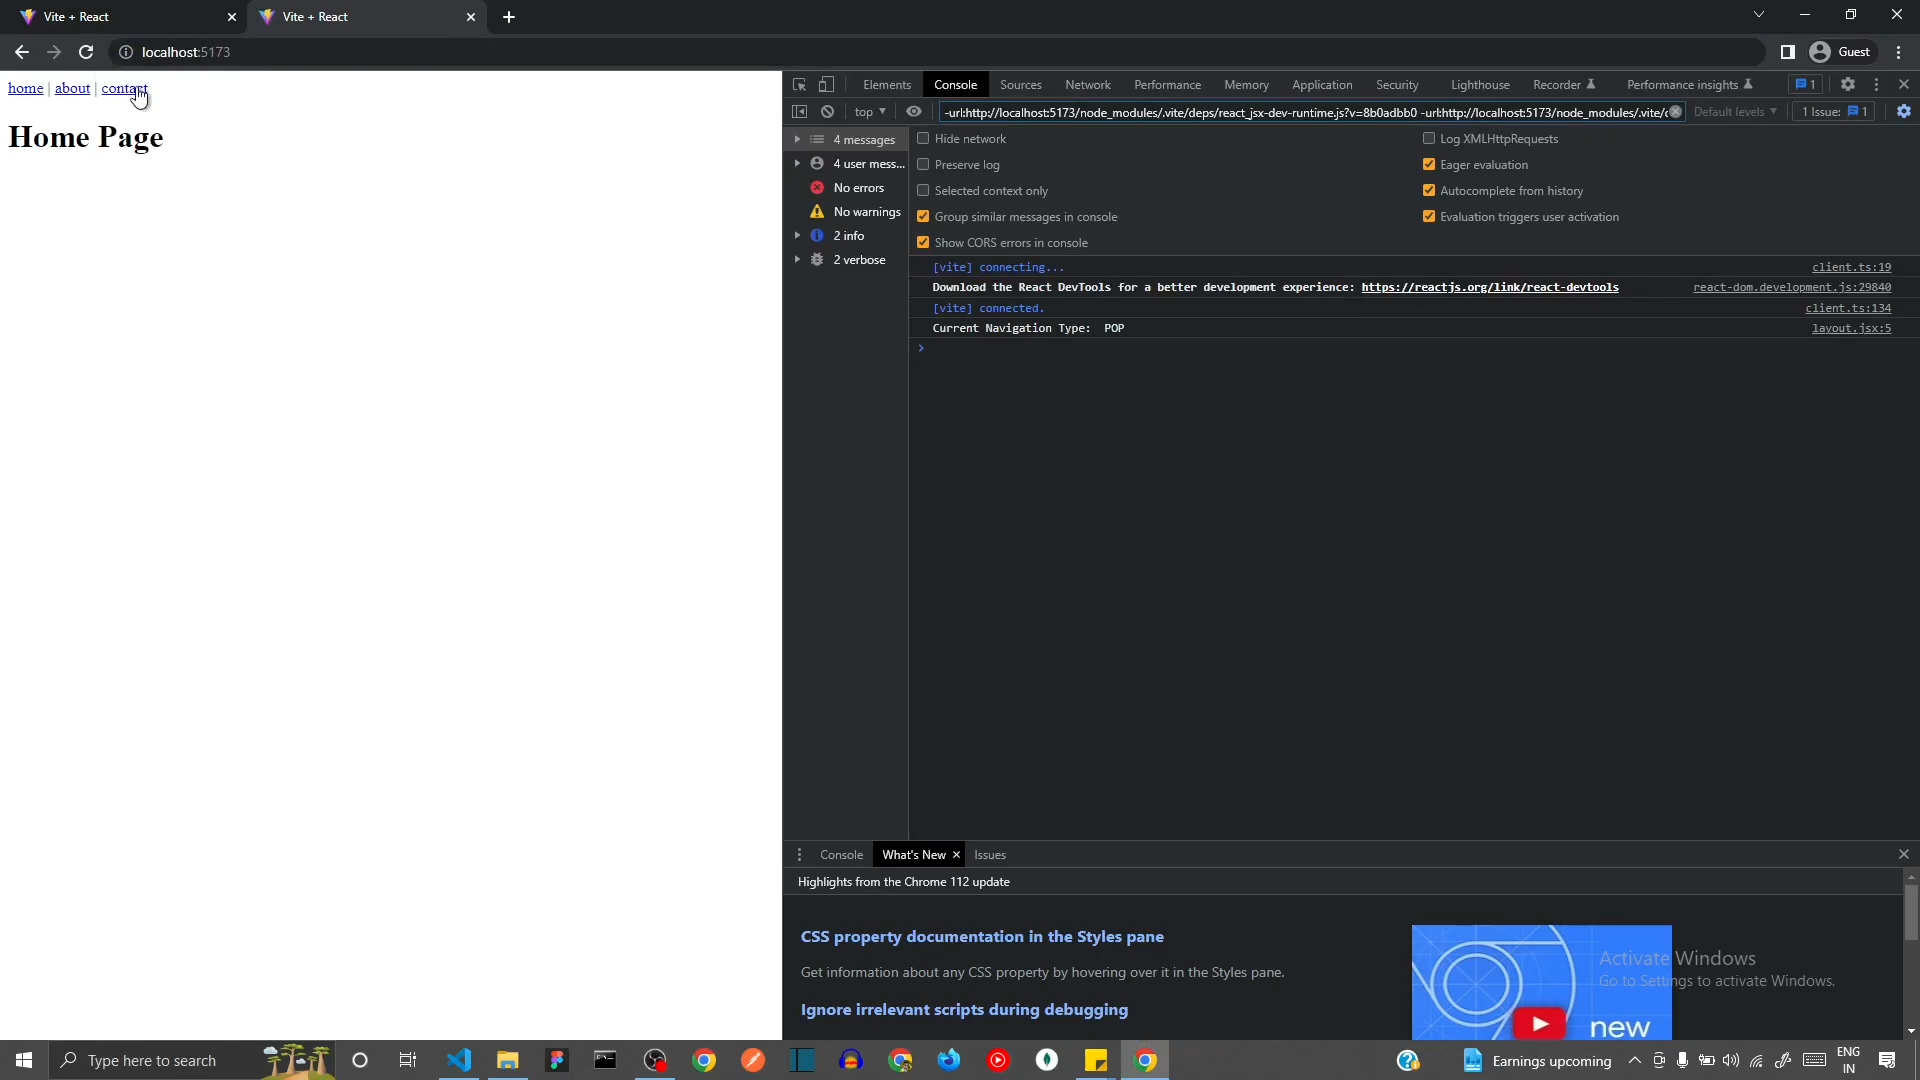 Vite + React
Vite + React
localhost:5173
Guest
home | about | contact
Home Page
Elements
Console
Sources
Network
Performance
Memory
Application
Security
Lighthouse
Recorder
Performance insights
1
top
-url:http://localhost:5173/node_modules/.vite/deps/react_jsx-dev-runtime.js?v=8b0adbb0 -url:http://localhost:5173/node_modules/.vite/
Default levels
1 Issue: 1
4 messages
4 user mess...
No errors
No warnings
2 info
2 verbose
Hide network
Log XMLHttpRequests
Preserve log
Eager evaluation
Selected context only
Autocomplete from history
Group similar messages in console
Evaluation triggers user activation
Show CORS errors in console
[vite] connecting... client.ts:19
Download the React DevTools for a better development experience: https://reactjs.org/link/react-devtools react-dom.development.js:29840
[vite] connected. client.ts:134
Current Navigation Type: POP layout.jsx:5
Console
What's New
Issues
Highlights from the Chrome 112 update
CSS property documentation in the Styles pane
Get information about any CSS property by hovering over it in the Styles pane.
Ignore irrelevant scripts during debugging
new
Activate Windows
Go to Settings to activate Windows.
Type here to search
Earnings upcoming
ENG
IN